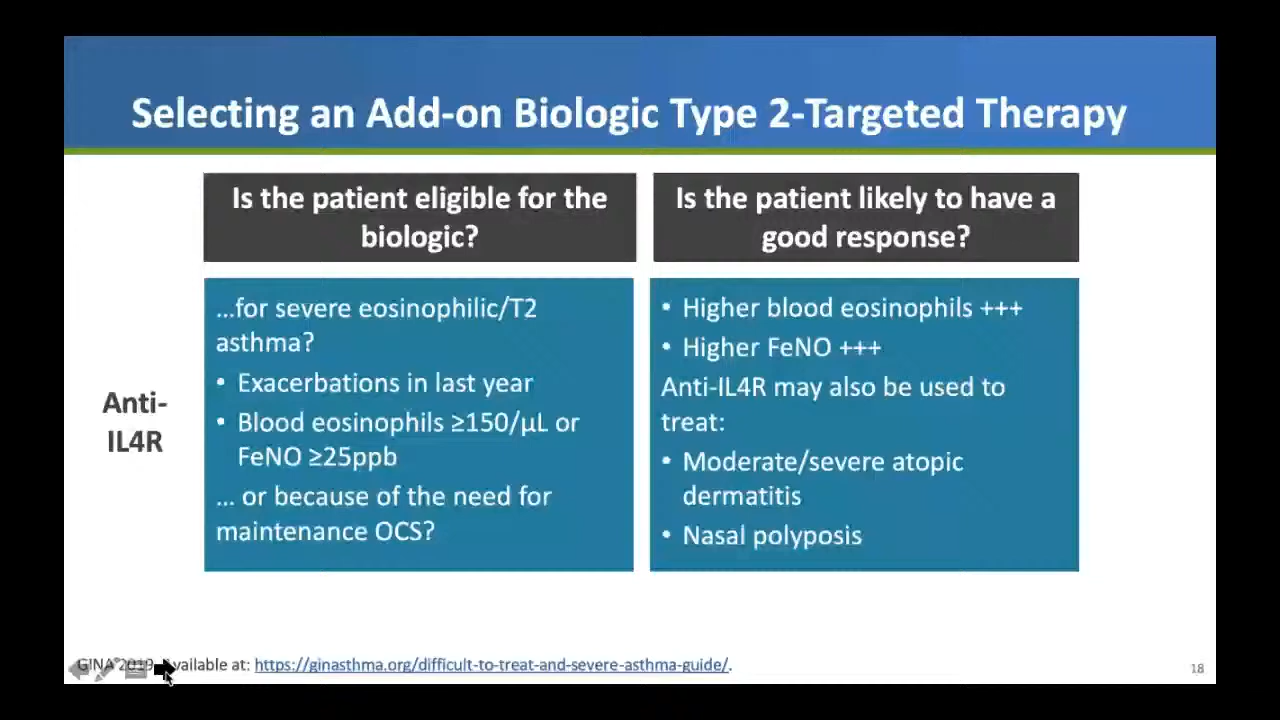 Selecting an Add-on Biologic Type 2-Targeted Therapy
Is the patient eligible for the
biologic?
Is the patient likely to have a
good response?
Anti-
IL4R
...for severe eosinophilic/T2
asthma?
• Exacerbations in last year
• Blood eosinophils ≥150/µL or
FeNO ≥25ppb
... or because of the need for
maintenance OCS?
• Higher blood eosinophils +++
• Higher FeNO +++
Anti-IL4R may also be used to
treat:
• Moderate/severe atopic
dermatitis
• Nasal polyposis
GINA 2019. Available at: https://ginasthma.org/difficult-to-treat-and-severe-asthma-guide/.
18